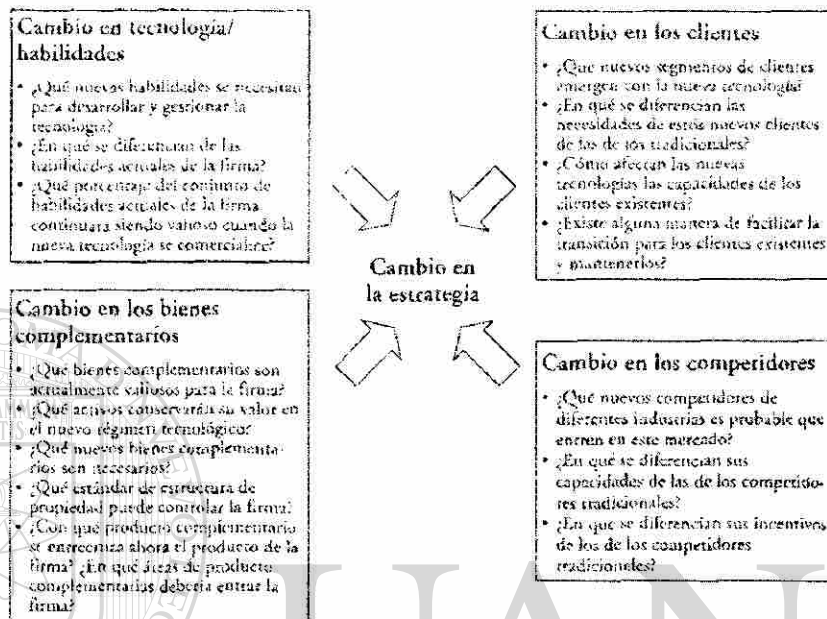 Cambio en tecnología/
habilidades
• ¿Qué nuevas habilidades se necesitan
para desarrollar y gestionar la
tecnología?
• ¿En qué se diferencian de las
habilidades actuales de la firma?
• ¿Qué porcentaje del conjunto de
habilidades actuales de la firma
continuará siendo valioso cuando la
nueva tecnología se comercialice?
Cambio en los clientes
• ¿Que nuevos segmentos de clientes
emergen con la nueva tecnología?
• ¿En qué se diferencian las
necesidades de estos nuevos clientes
de las de los tradicionales?
• ¿Cómo afectan las nuevas
tecnologías las capacidades de los
clientes existentes?
• ¿Existe alguna manera de facilitar la
transición para los clientes existentes
y mantenerlos?
Cambio en
la estrategia
Cambio en los bienes
complementarios
• ¿Qué bienes complementarios son
actualmente valiosos para la firma?
• ¿Qué activos conservarán su valor en
el nuevo régimen tecnológico?
• ¿Qué nuevos bienes complementa-
rios son necesarios?
• ¿Qué estándar de estructura de
propiedad puede controlar la firma?
• ¿Con qué producto complementario
se entrecruza ahora el producto de la
firma? ¿En qué áreas de producto
complementarias debería entrar la
firma?
Cambio en los competidores
• ¿Qué nuevos competidores de
diferentes industrias es probable que
entren en este mercado?
• ¿En qué se diferencian sus
capacidades de las de los competido-
res tradicionales?
• ¿En que se diferencian sus incentivos
de los de los competidores
tradicionales?
UAN